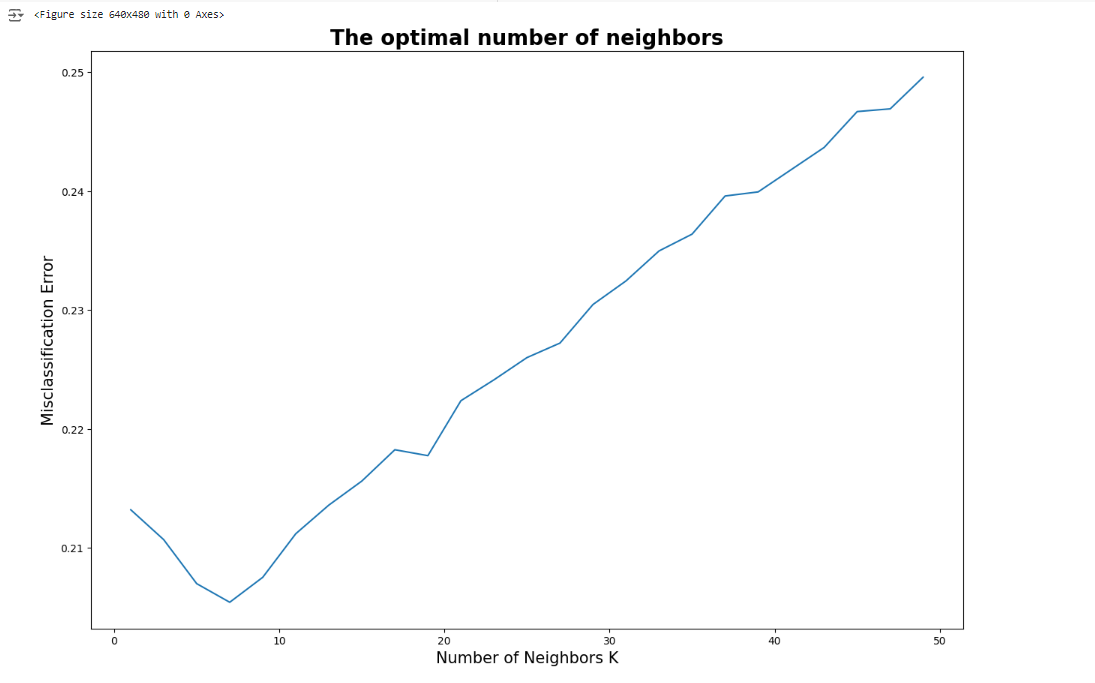 <Figure size 640x480 with 0 Axes>
The optimal number of neighbors
0.25
0.24
0.23
0.22
0.21
Misclassification Error
0 10 20 30 40 50
Number of Neighbors K